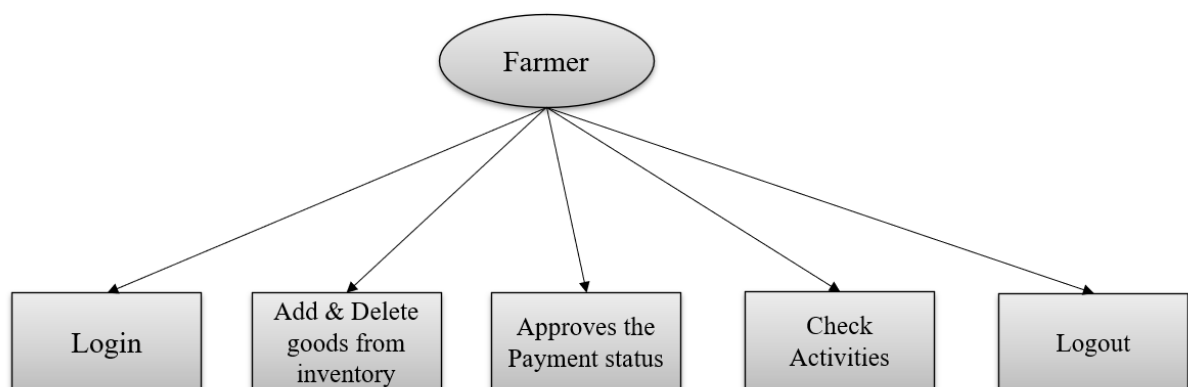 Farmer
Login
Add & Delete
goods from
inventory
Approves the
Payment status
Check
Activities
Logout